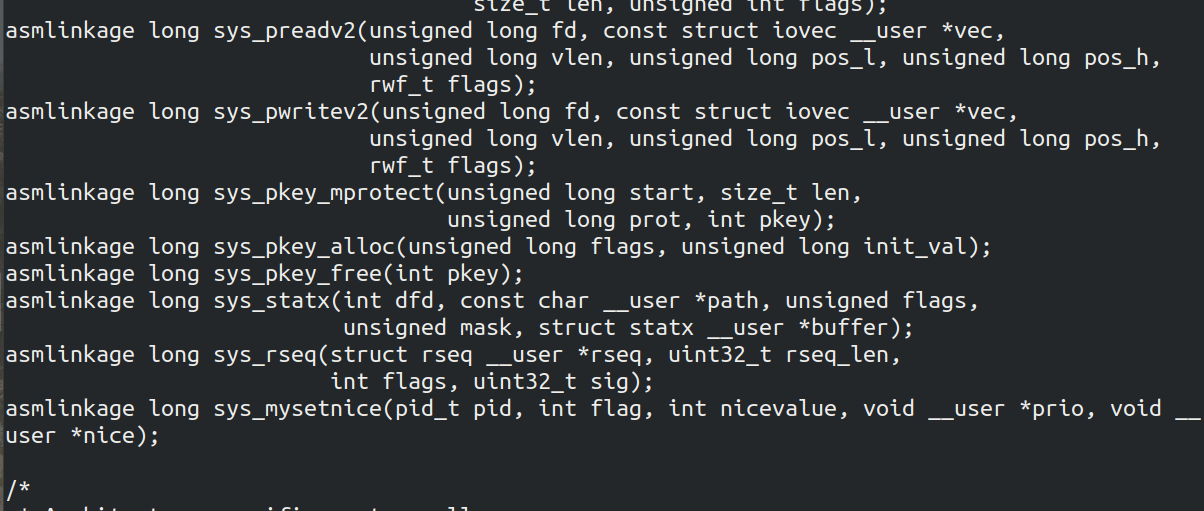 size_t len, unsigned int flags);
asmlinkage long sys_preadv2(unsigned long fd, const struct iovec __user *vec,
unsigned long vlen, unsigned long pos_l, unsigned long pos_h,
rwf_t flags);
asmlinkage long sys_pwritev2(unsigned long fd, const struct iovec __user *vec,
unsigned long vlen, unsigned long pos_l, unsigned long pos_h,
rwf_t flags);
asmlinkage long sys_pkey_mprotect(unsigned long start, size_t len,
unsigned long prot, int pkey);
asmlinkage long sys_pkey_alloc(unsigned long flags, unsigned long init_val);
asmlinkage long sys_pkey_free(int pkey);
asmlinkage long sys_statx(int dfd, const char __user *path, unsigned flags,
unsigned mask, struct statx __user *buffer);
asmlinkage long sys_rseq(struct rseq __user *rseq, uint32_t rseq_len,
int flags, uint32_t sig);
asmlinkage long sys_mysetnice(pid_t pid, int flag, int nicevalue, void __user *prio, void __
user *nice);
/*